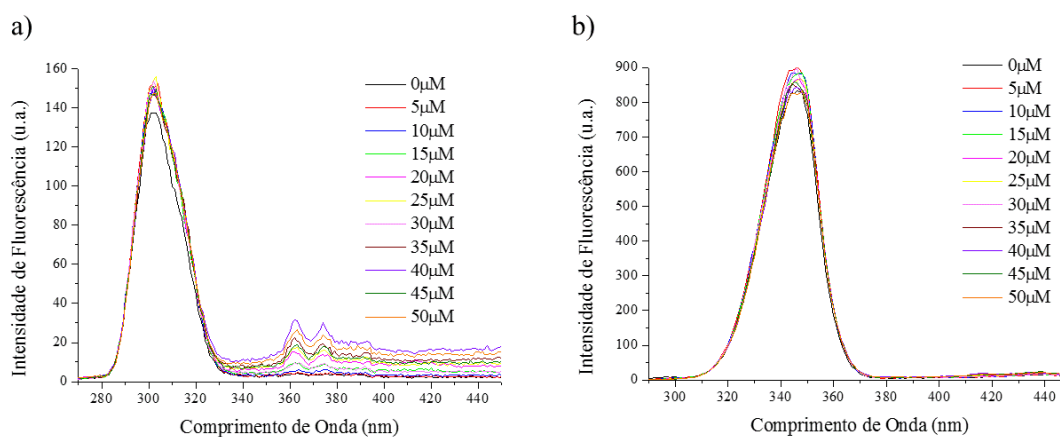 a)
Intensidade de Fluorescência (u.a.)
160
140
120
100
80
60
40
20
0
280 300 320 340 360 380 400 420 440
Comprimento de Onda (nm)
0µM
5µM
10µM
15µM
20µM
25µM
30µM
35µM
40µM
45µM
50µM
b)
Intensidade de Fluorescência (u.a.)
900
800
700
600
500
400
300
200
100
0
300 320 340 360 380 400 420 440
Comprimento de Onda (nm)
0µM
5µM
10µM
15µM
20µM
25µM
30µM
35µM
40µM
45µM
50µM